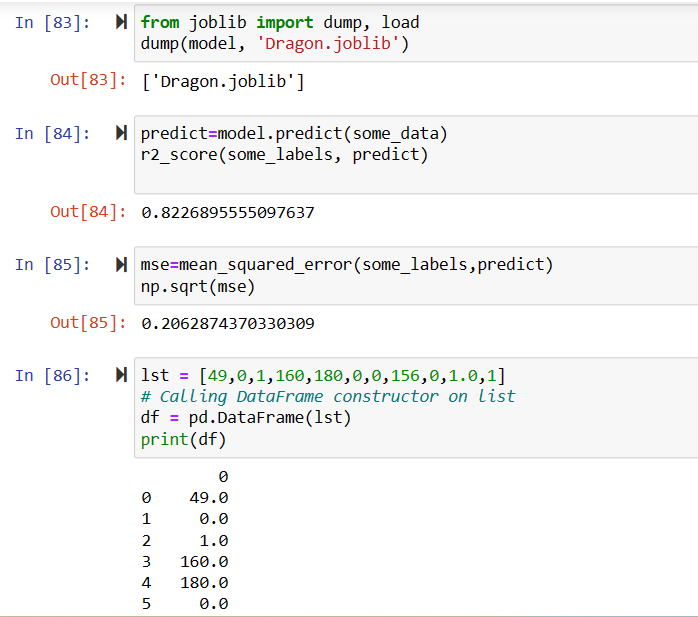 In [83]: from joblib import dump, load
dump(model, 'Dragon.joblib')
Out[83]: ['Dragon.joblib']
In [84]: predict=model.predict(some_data)
r2_score(some_labels, predict)
Out[84]: 0.8226895555097637
In [85]: mse=mean_squared_error(some_labels,predict)
np.sqrt(mse)
Out[85]: 0.2062874370330309
In [86]: lst = [49,0,1,160,180,0,0,156,0,1.0,1]
# Calling DataFrame constructor on list
df = pd.DataFrame(lst)
print(df)
0
0 49.0
1 0.0
2 1.0
3 160.0
4 180.0
5 0.0